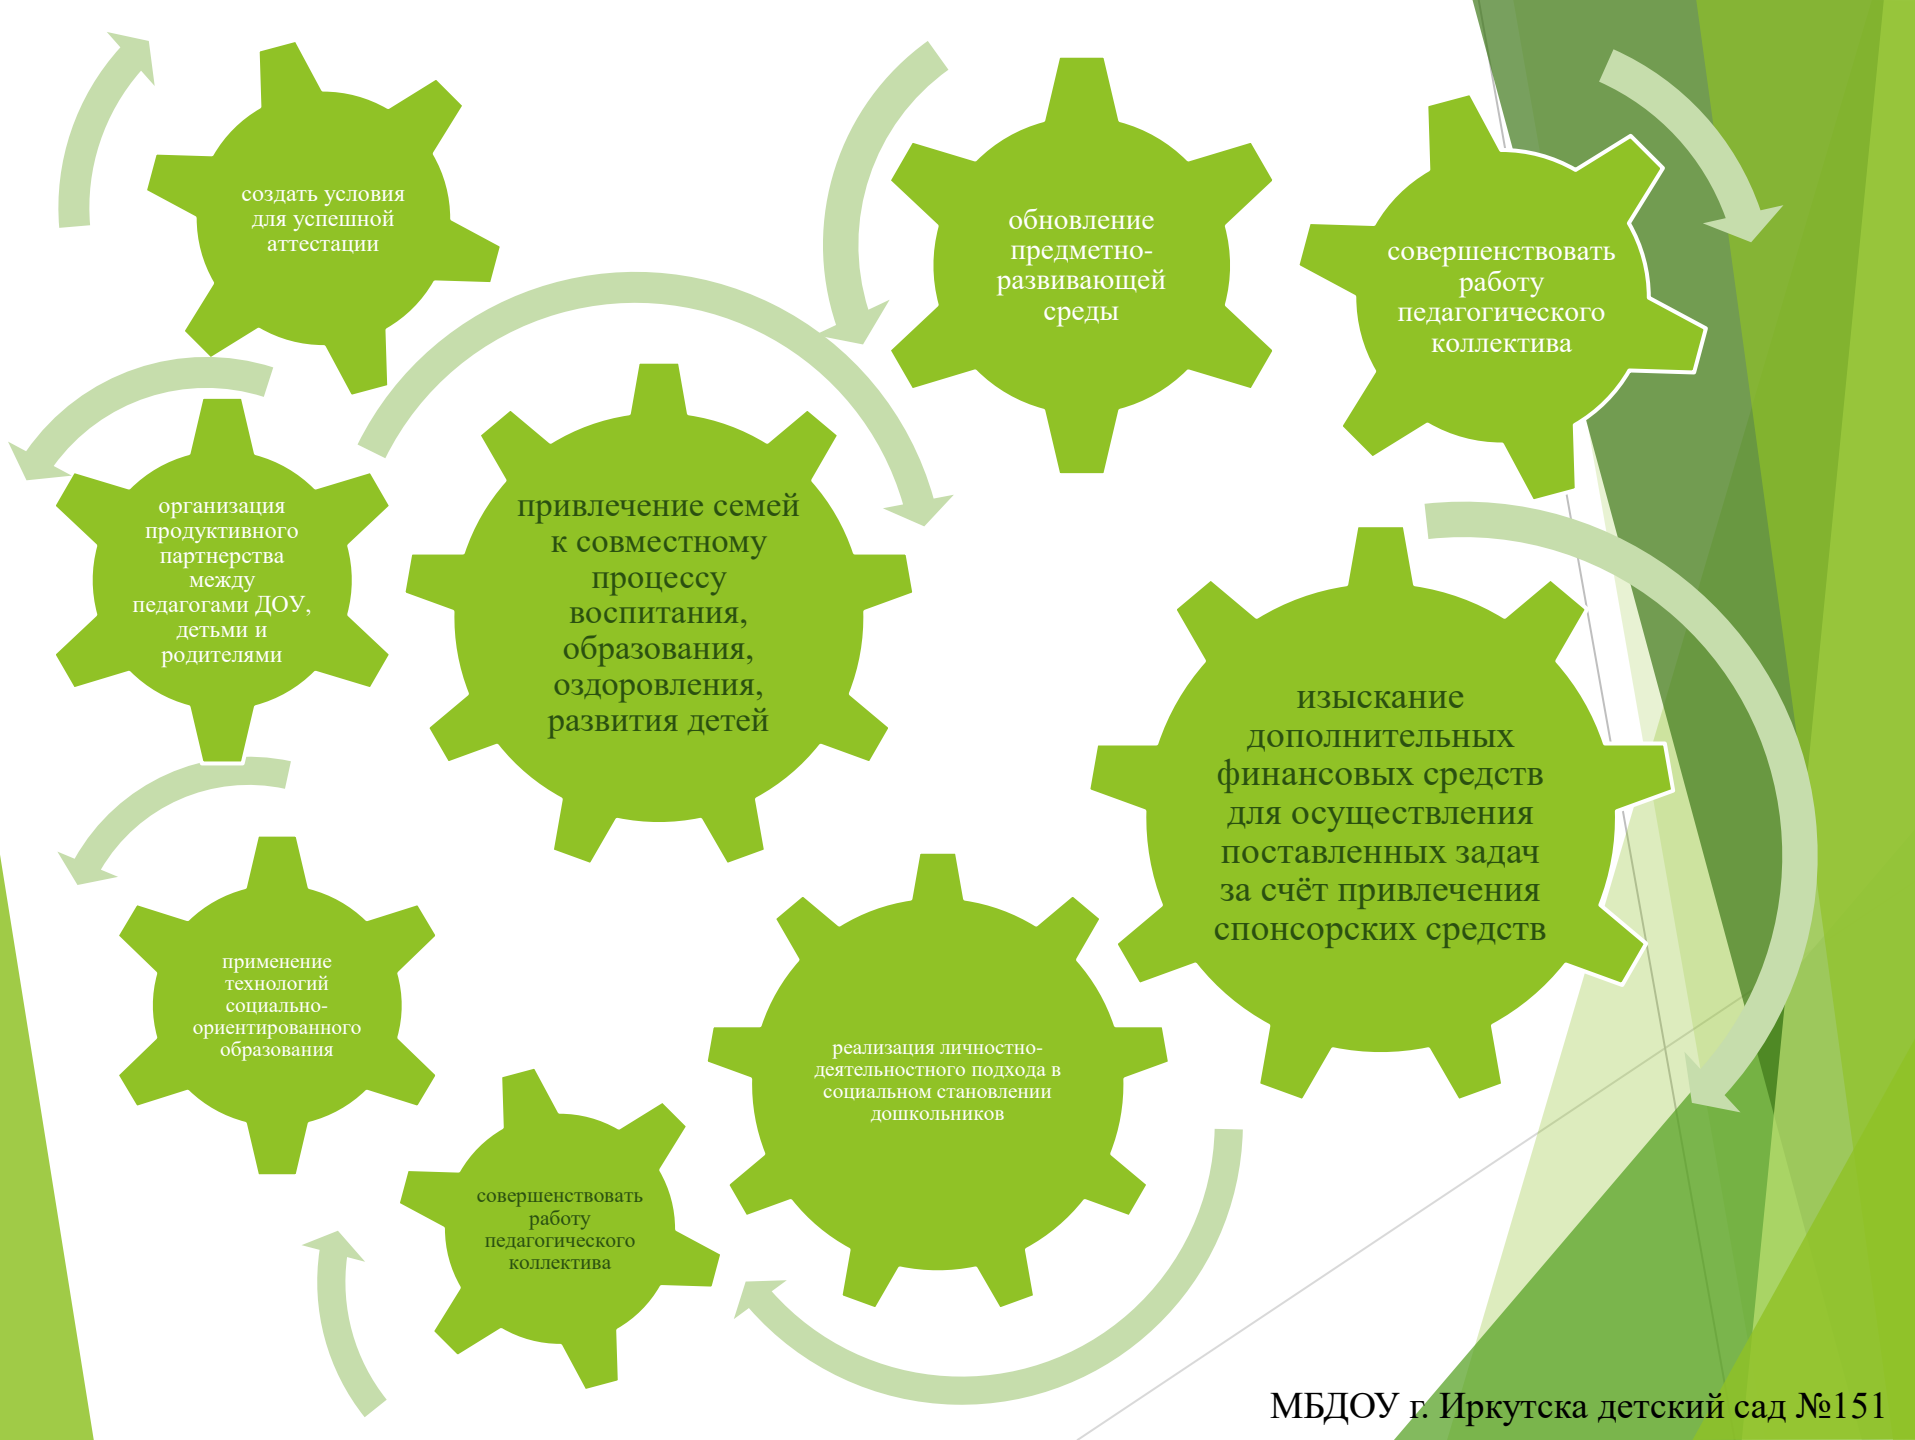 создать условия
для успешной
аттестации
обновление
предметно-
развивающей
среды
совершенствовать
работу
педагогического
коллектива
организация
продуктивного
партнерства
между
педагогами ДОУ,
детьми и
родителями
привлечение семей
к совместному
процессу
воспитания,
образования,
оздоровления,
развития детей
изыскание
дополнительных
финансовых средств
для осуществления
поставленных задач
за счёт привлечения
спонсорских средств
применение
технологий
социально-
ориентированного
образования
реализация личностно-
деятельностного подхода в
социальном становлении
дошкольников
совершенствовать
работу
педагогического
коллектива
МБДОУ г. Иркутска детский сад №151